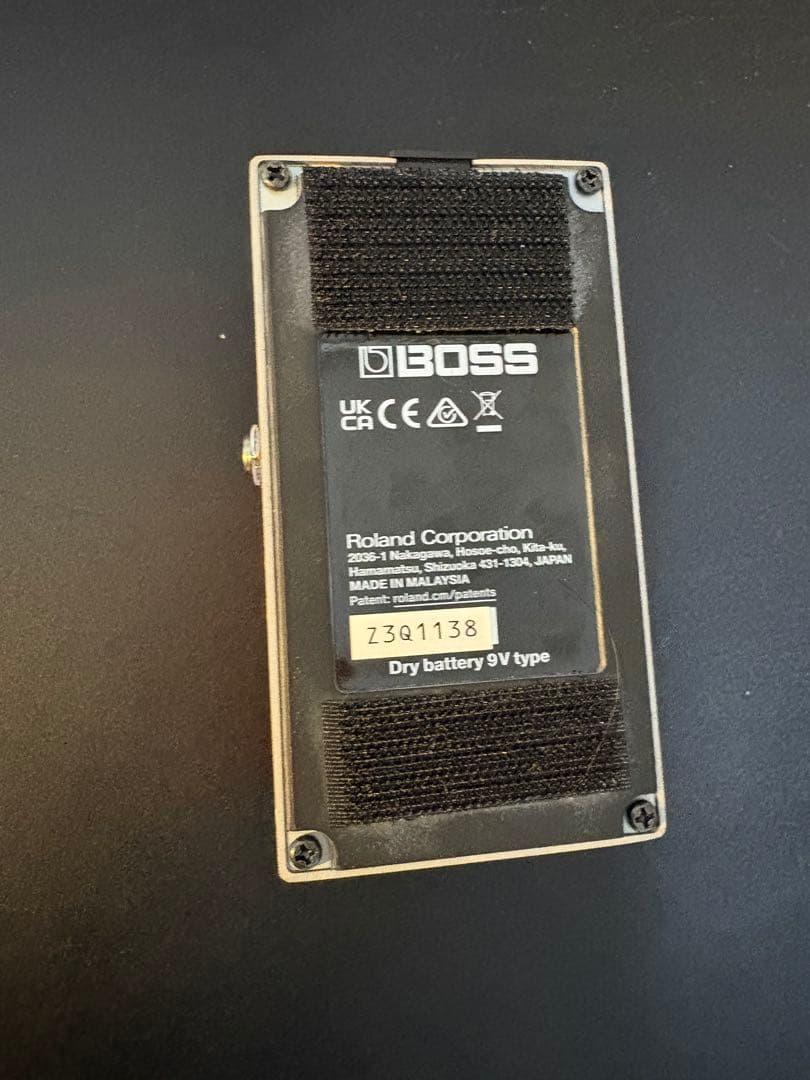 BOSS
UK
CA CE
Roland Corporation
2036-1 Nakagawa, Hosoe-cho, Kita-ku,
Hamamatsu, Shizuoka 431-1304, JAPAN
MADE IN MALAYSIA
Patent: roland.cm/patents
Z3Q1138
Dry battery 9V type